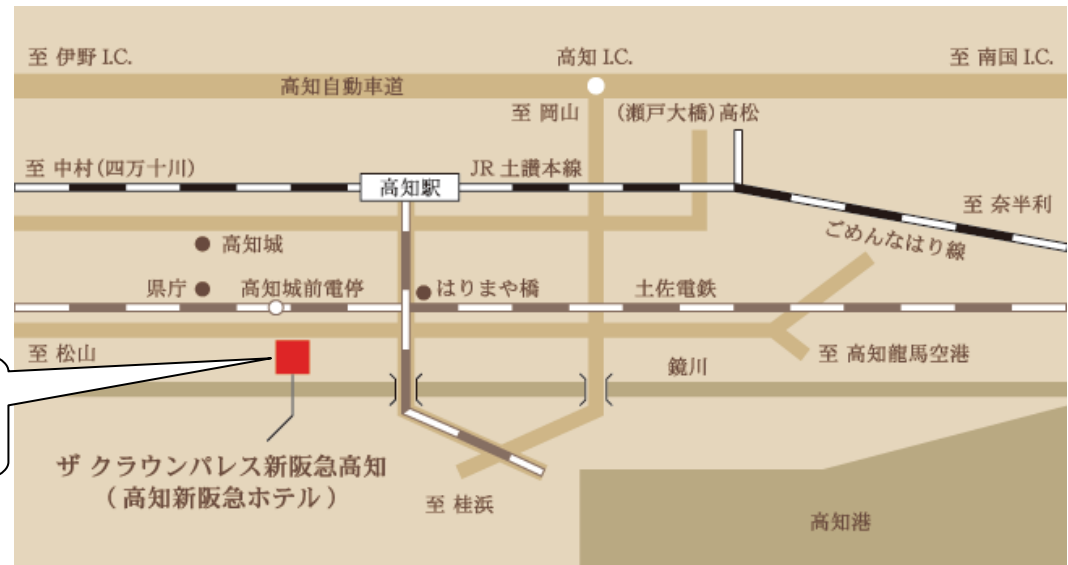 至 伊野 I.C.
高知 I.C.
至 南国 I.C.
高知自動車道
至 岡山
(瀬戸大橋)高松
至 中村(四万十川)
高知駅
JR 土讃本線
至 奈半利
ごめんなはり線
高知城
県庁
高知城前電停
はりまや橋
土佐電鉄
至 松山
至 高知龍馬空港
鏡川
ザ クラウンパレス新阪急高知
(高知新阪急ホテル)
至 桂浜
高知港